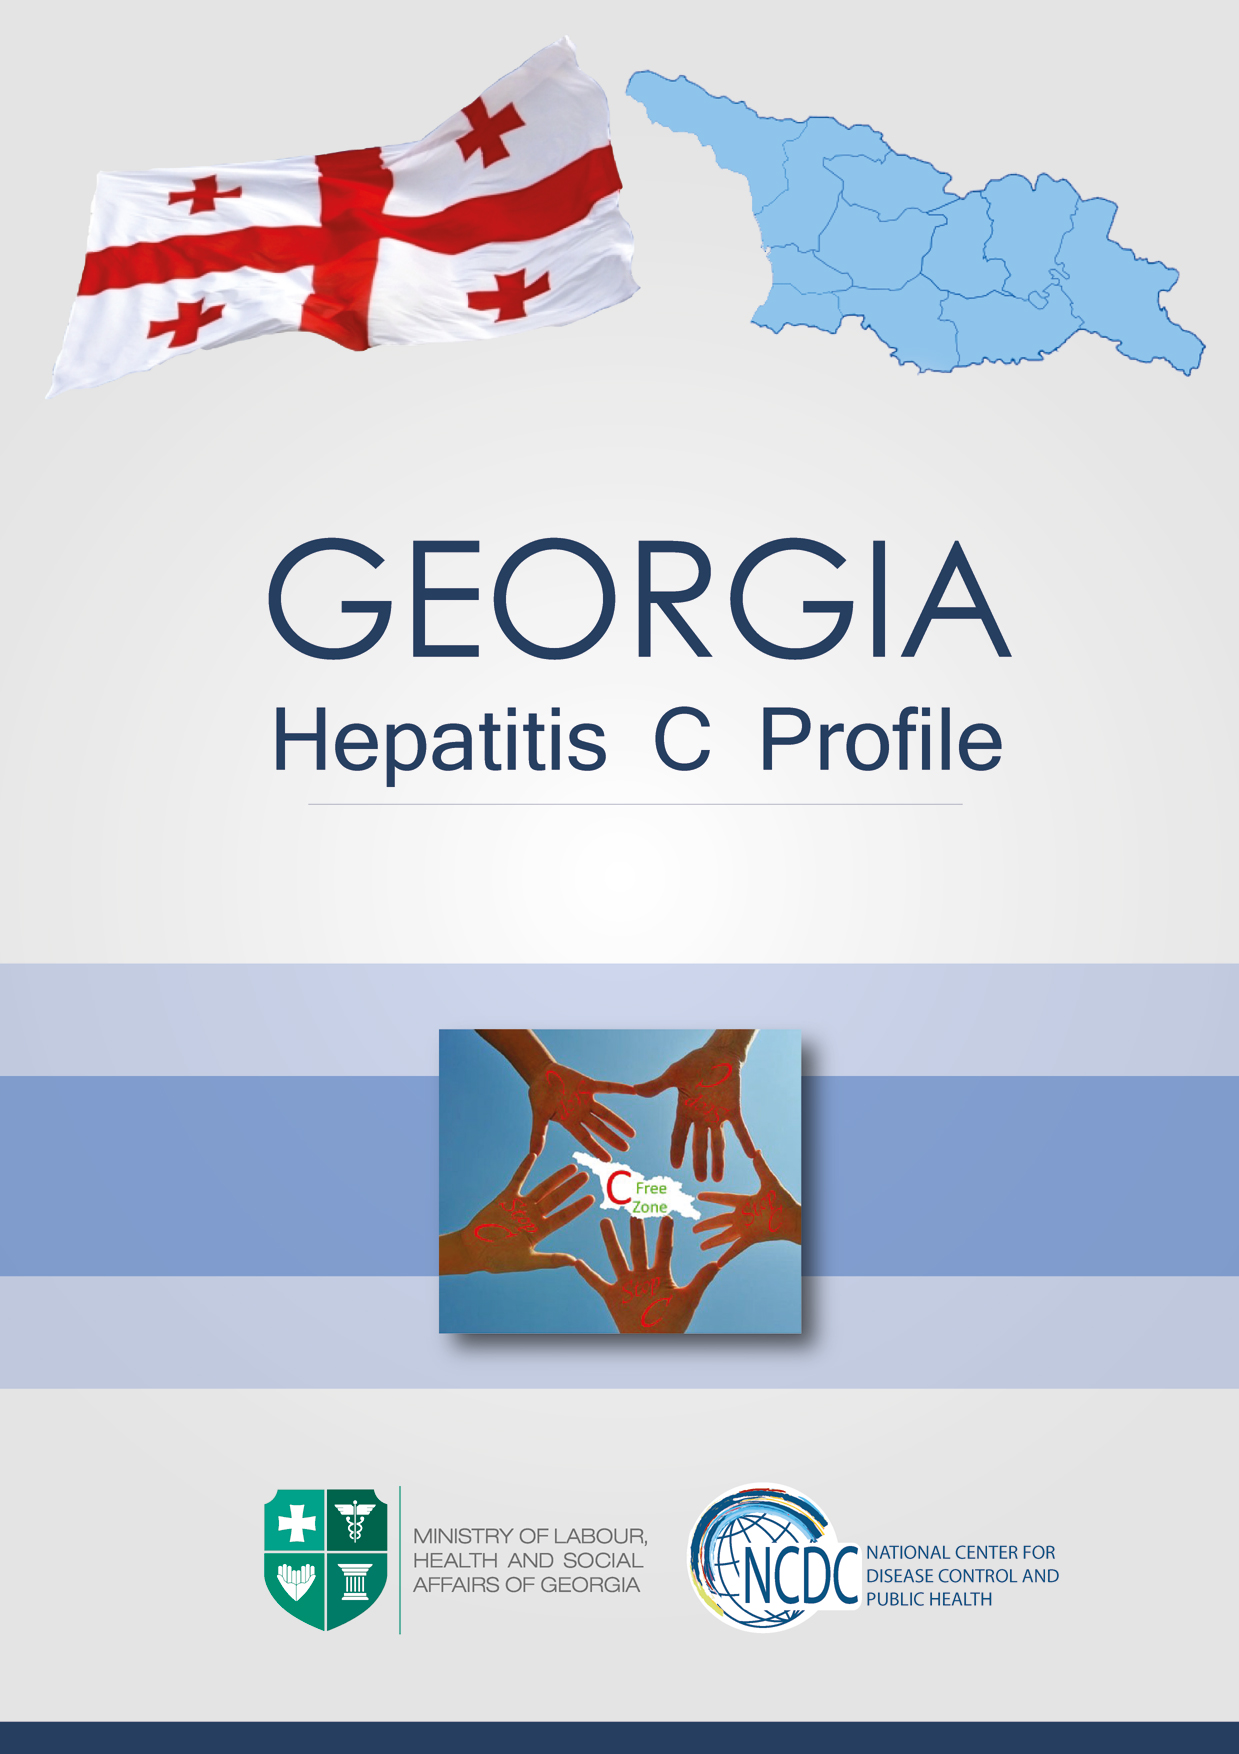 GEORGIA
Hepatitis C Profile
C Free
Zone
Stop
C
MINISTRY OF LABOUR,
HEALTH AND SOCIAL
AFFAIRS OF GEORGIA
NCDC
NATIONAL CENTER FOR
DISEASE CONTROL AND
PUBLIC HEALTH